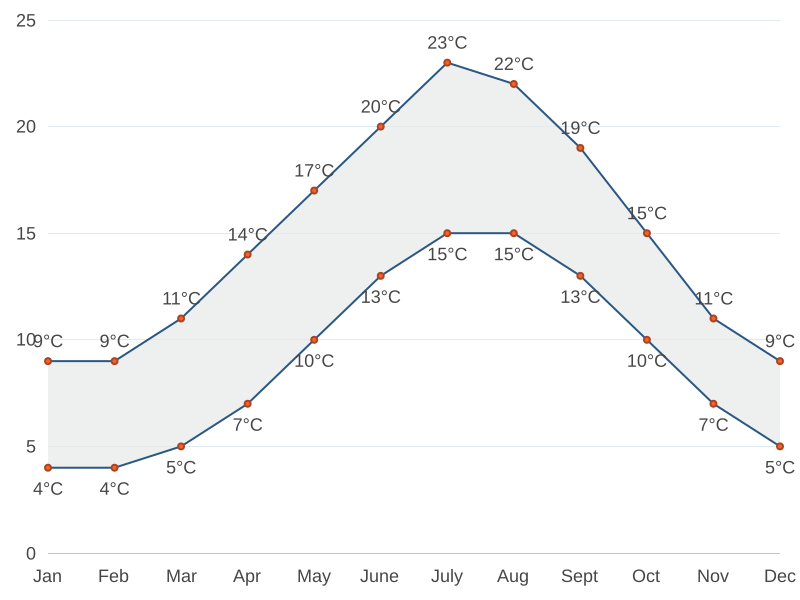 25
23°C
22°C
20
20°C
19°C
17°C
15
14°C
15°C
15°C
15°C
11°C
13°C
13°C
11°C
10
9°C
9°C
10°C
10°C
9°C
7°C
7°C
5
5°C
5°C
4°C
4°C
0
Jan Feb Mar Apr May June July Aug Sept Oct Nov Dec